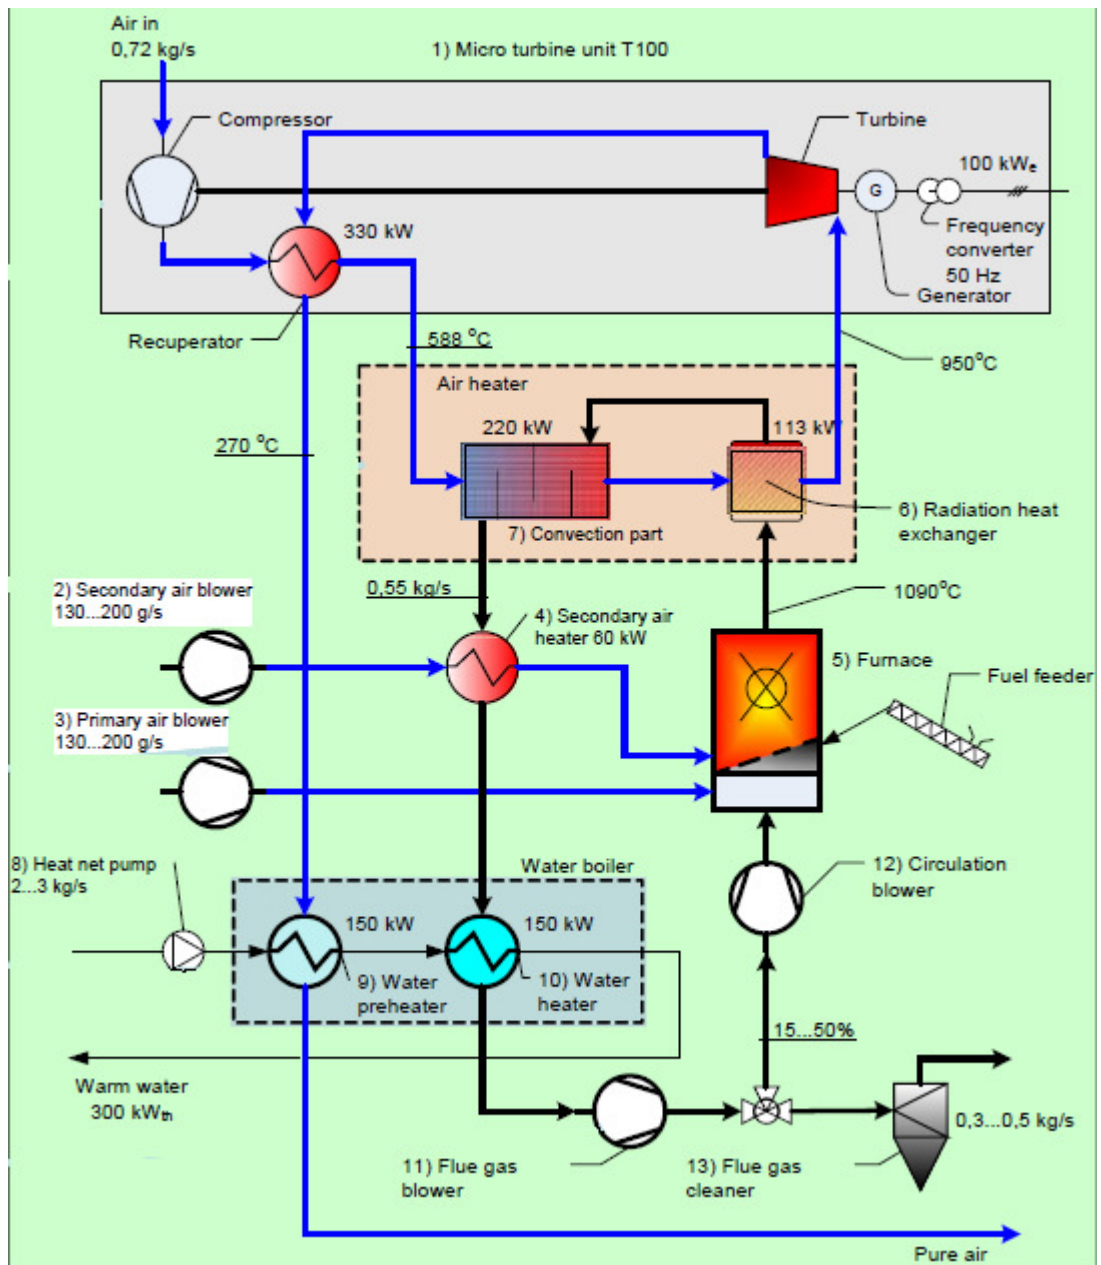 Air in
0,72 kg/s
1) Micro turbine unit T100
Compressor
Turbine
100 kWe
G
330 kW
Frequency
converter
50 Hz
Generator
Recuperator
588 °C
950°C
Air heater
220 kW
113 kW
270 °C
6) Radiation heat
exchanger
7) Convection part
2) Secondary air blower
130...200 g/s
0,55 kg/s
1090°C
4) Secondary air
heater 60 kW
5) Furnace
Fuel feeder
3) Primary air blower
130...200 g/s
8) Heat net pump
2...3 kg/s
Water boiler
12) Circulation
blower
150 kW
150 kW
9) Water
preheater
10) Water
heater
15...50%
Warm water
300 kWth
0,3...0,5 kg/s
11) Flue gas
blower
13) Flue gas
cleaner
Pure air